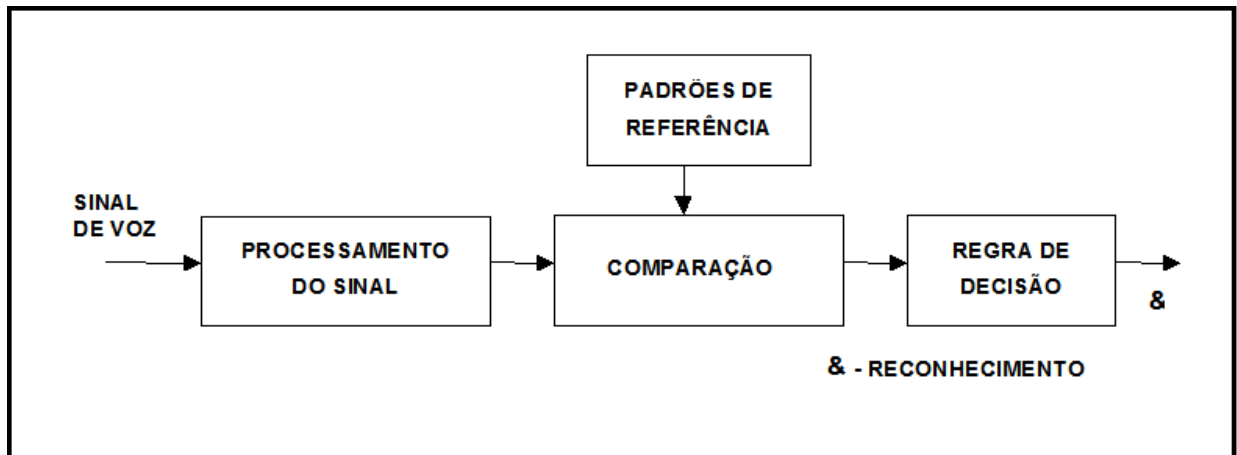 PADRÕES DE
REFERÊNCIA
SINAL
DE VOZ
PROCESSAMENTO
DO SINAL
COMPARAÇÃO
REGRA DE
DECISÃO
&
& - RECONHECIMENTO